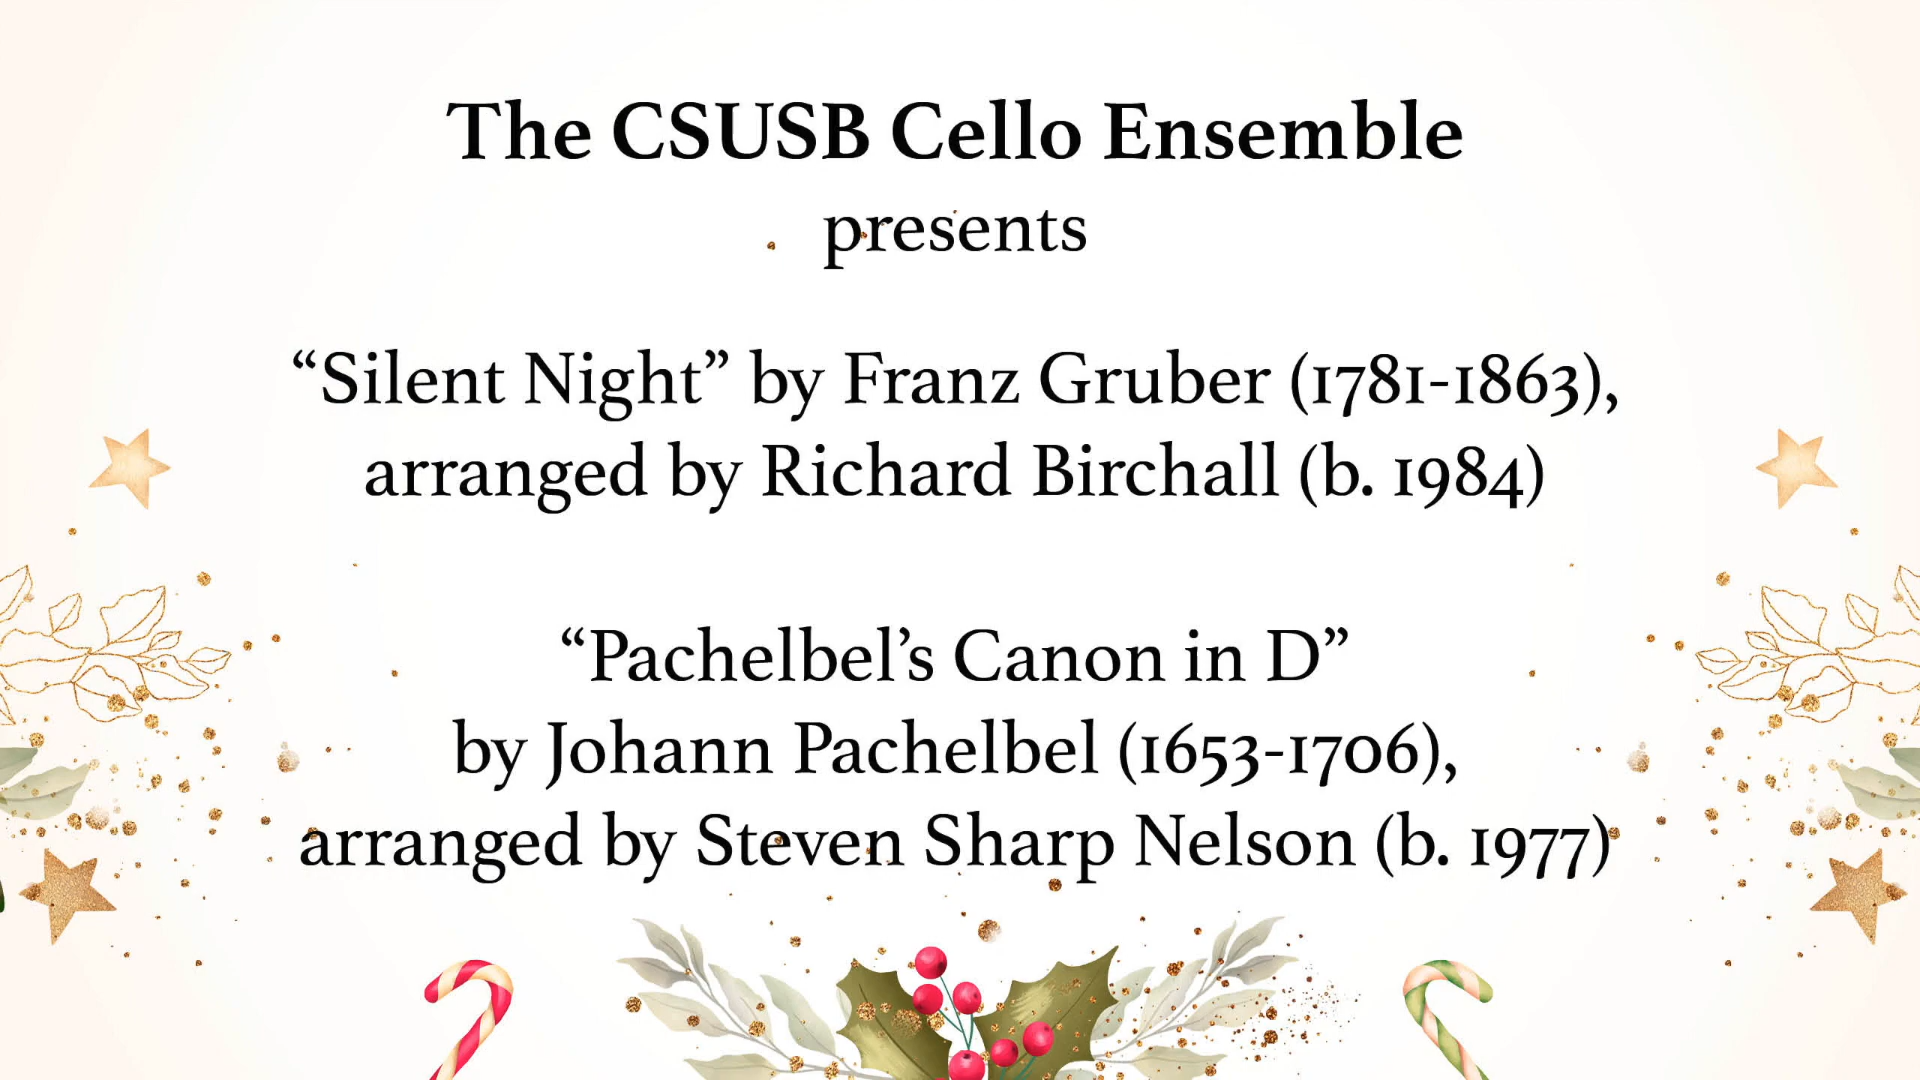 The CSUSB Cello Ensemble
presents
“Silent Night” by Franz Gruber (1781-1863),
arranged by Richard Birchall (b. 1984)
“Pachelbel’s Canon in D”
by Johann Pachelbel (1653-1706),
arranged by Steven Sharp Nelson (b. 1977)